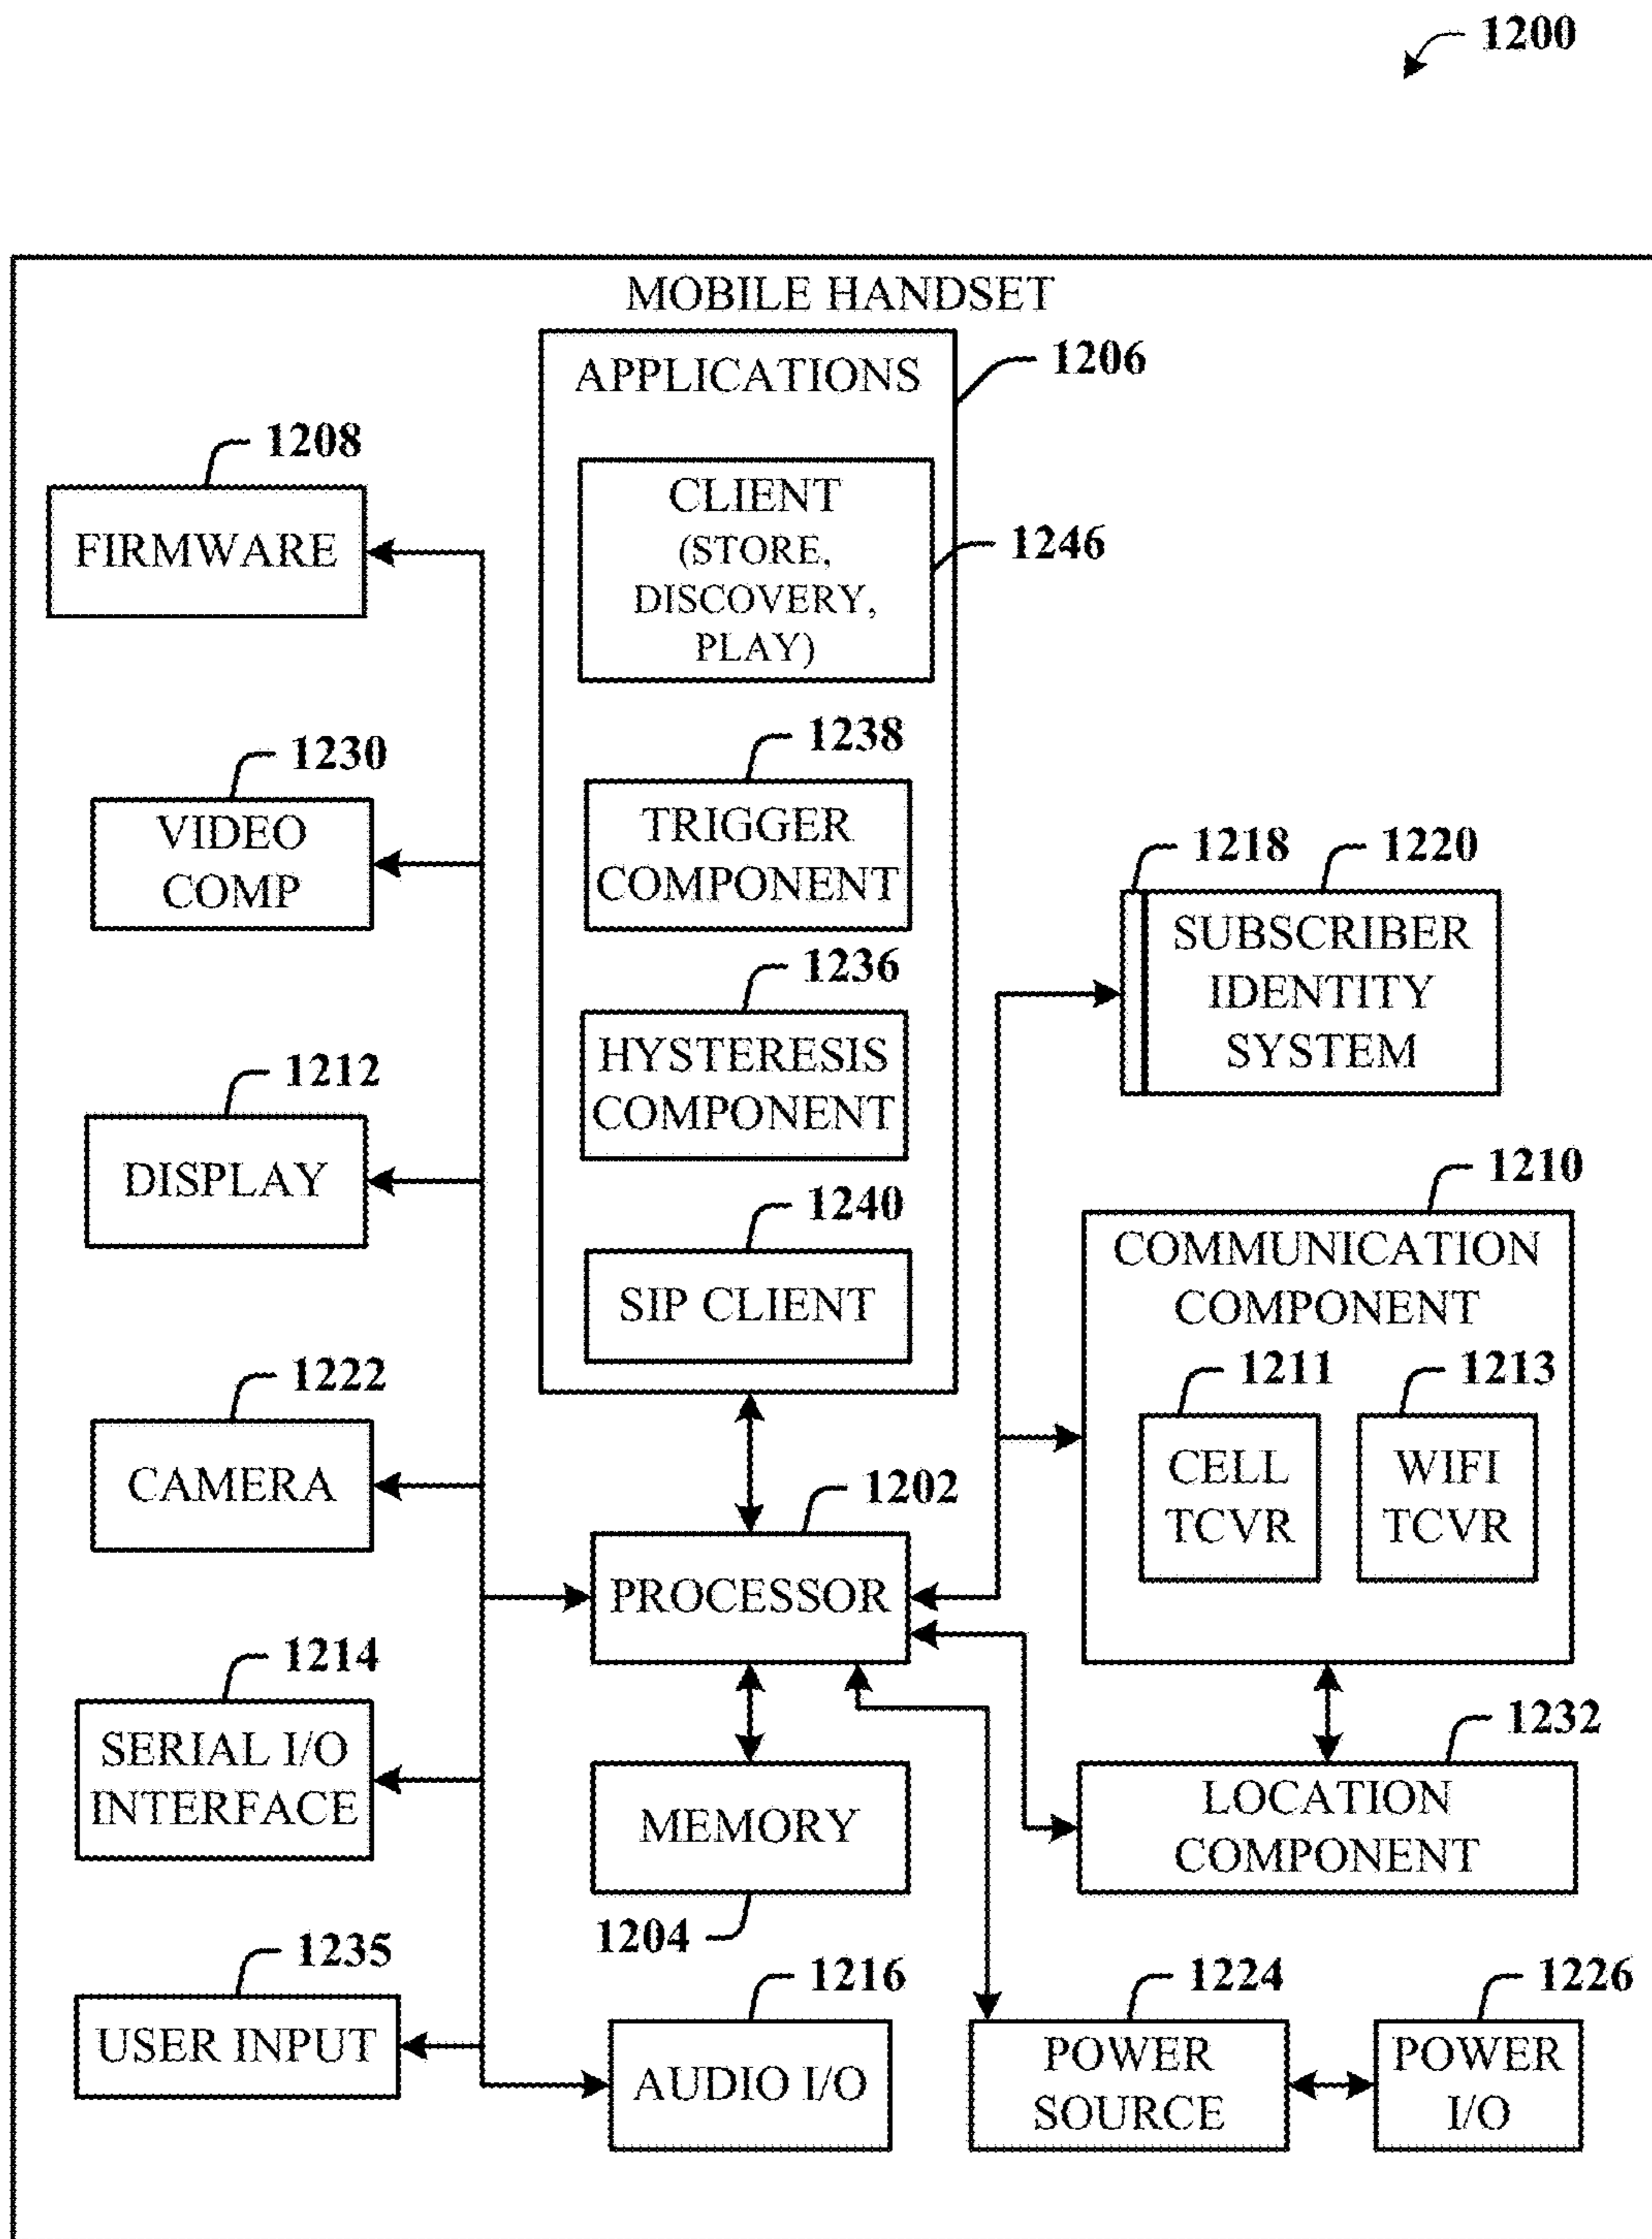 1200
MOBILE HANDSET
APPLICATIONS
1206
CLIENT
(STORE,
DISCOVERY,
PLAY)
1246
1238
TRIGGER
COMPONENT
1236
HYSTERESIS
COMPONENT
1240
SIP CLIENT
1208
FIRMWARE
1230
VIDEO
COMP
1212
DISPLAY
1222
CAMERA
1214
SERIAL I/O
INTERFACE
1235
USER INPUT
1218
1220
SUBSCRIBER
IDENTITY
SYSTEM
1210
COMMUNICATION
COMPONENT
1211
CELL
TCVR
1213
WIFI
TCVR
1202
PROCESSOR
MEMORY
1204
1232
LOCATION
COMPONENT
1216
AUDIO I/O
1224
POWER
SOURCE
1226
POWER
I/O